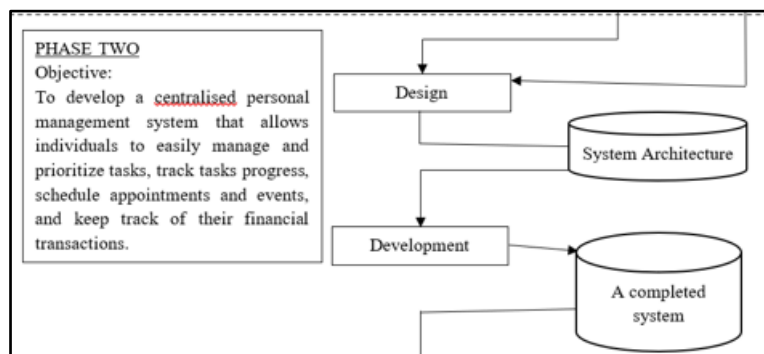 PHASE TWO
Objective:
To develop a centralised personal
management system that allows
individuals to easily manage and
prioritize tasks, track tasks progress,
schedule appointments and events,
and keep track of their financial
transactions.
Design
System Architecture
Development
A completed
system